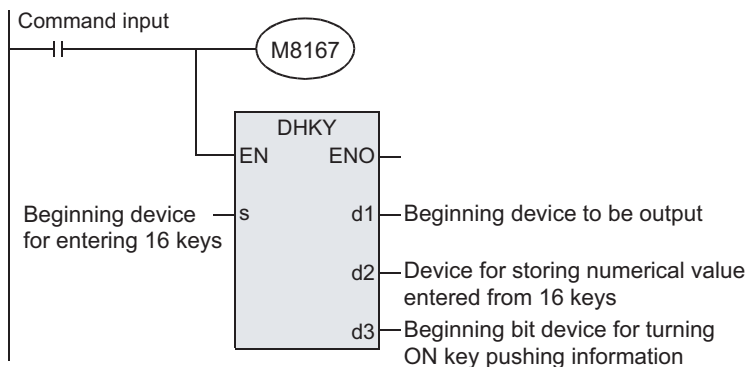 Command input
M8167
DHKY
EN ENO
Beginning device
for entering 16 keys
s
d1
Beginning device to be output
d2
Device for storing numerical value
entered from 16 keys
d3
Beginning bit device for turning
ON key pushing information